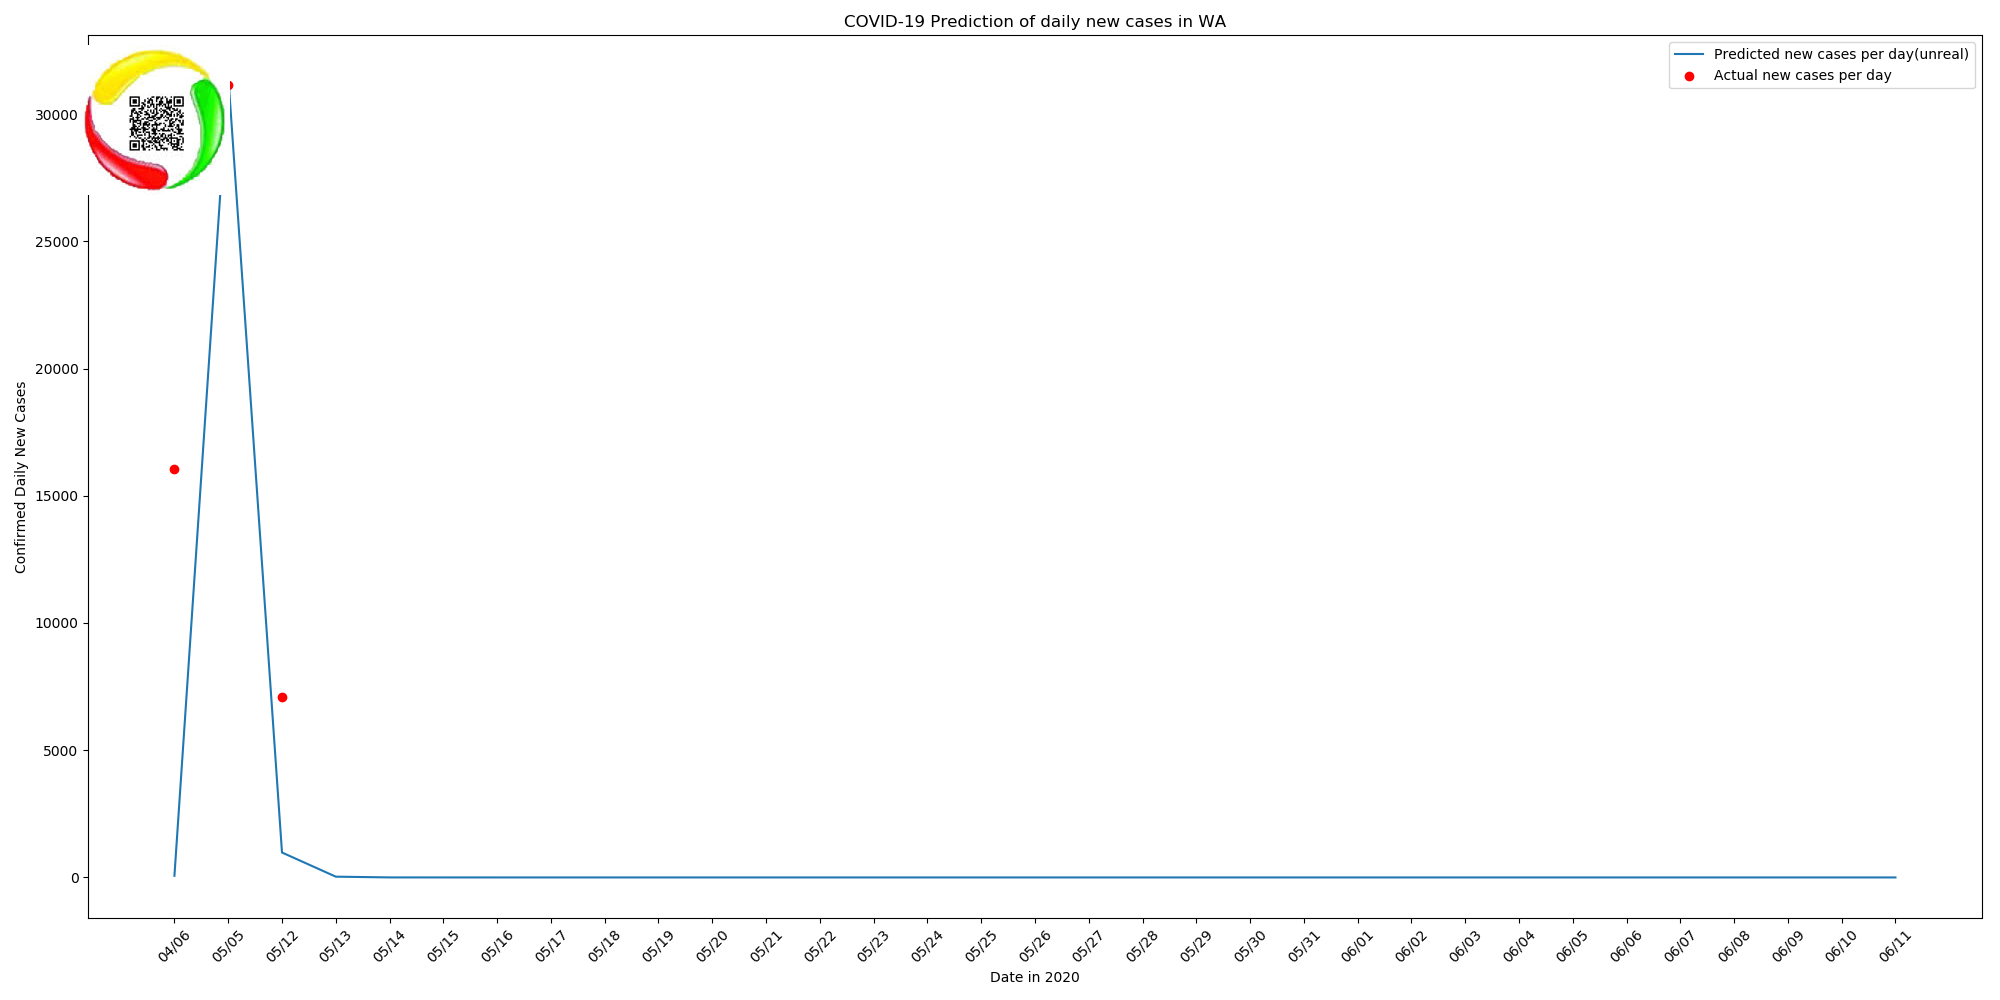 COVID-19 Prediction of daily new cases in WA
Predicted new cases per day(unreal)
Actual new cases per day
30000
25000
20000
15000
10000
5000
0
Confirmed Daily New Cases
04/06 05/05 05/12 05/13 05/14 05/15 05/16 05/17 05/18 05/19 05/20 05/21 05/22 05/23 05/24 05/25 05/26 05/27 05/28 05/29 05/30 05/31 06/01 06/02 06/03 06/04 06/05 06/06 06/07 06/08 06/09 06/10 06/11
Date in 2020